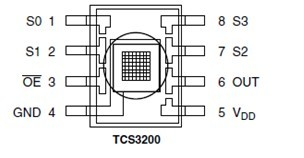 S0 1
8 S3
S1 2
7 S2
OE 3
6 OUT
GND 4
5 VDD
TCS3200